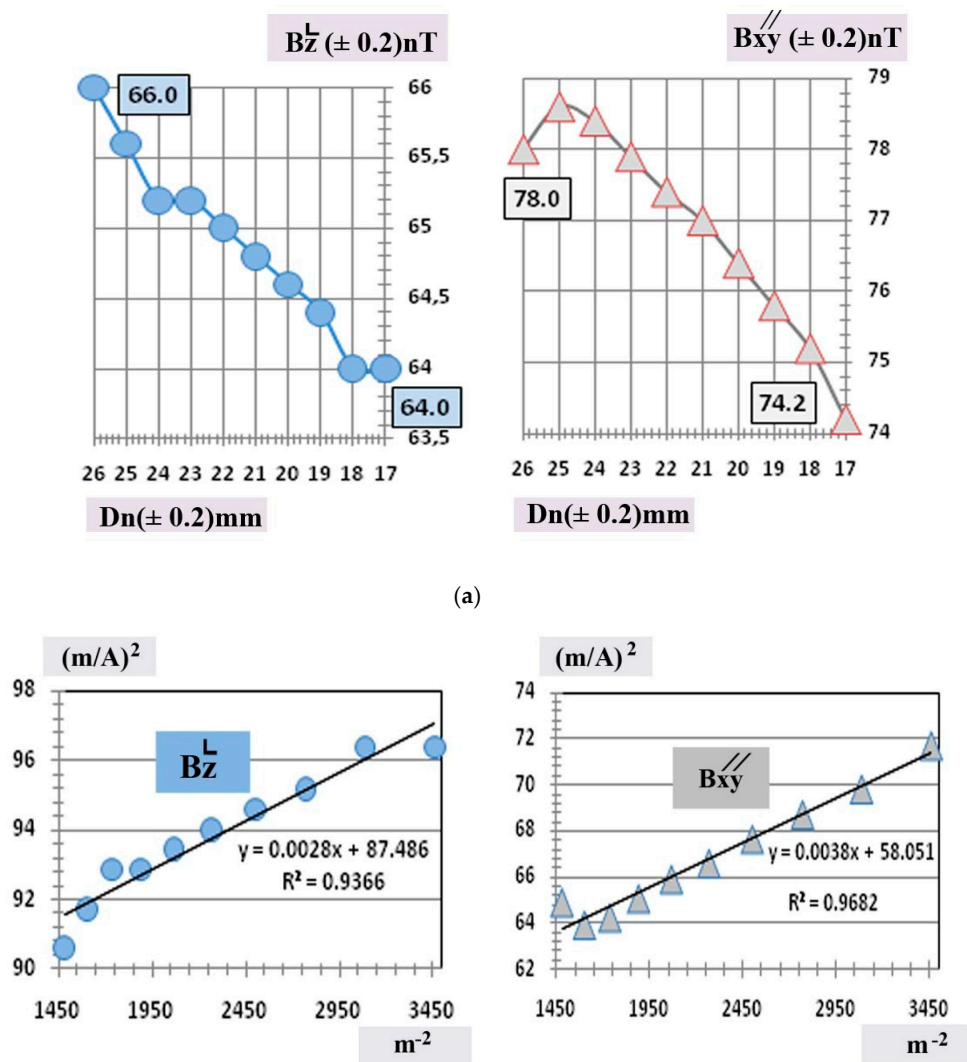 Bz└ (± 0.2)nT
66.0
66
65,5
65
64,5
64
63,5
64.0
26 25 24 23 22 21 20 19 18 17
Dn(± 0.2)mm
Bxy// (± 0.2)nT
79
78
77
76
75
74
78.0
74.2
26 25 24 23 22 21 20 19 18 17
Dn(± 0.2)mm
(a)
(m/A)²
98
96
94
92
90
Bz└
y = 0.0028x + 87.486
R² = 0.9366
1450 1950 2450 2950 3450
m⁻²
(m/A)²
74
72
70
68
66
64
62
Bxy//
y = 0.0038x + 58.051
R² = 0.9682
1450 1950 2450 2950 3450
m⁻²